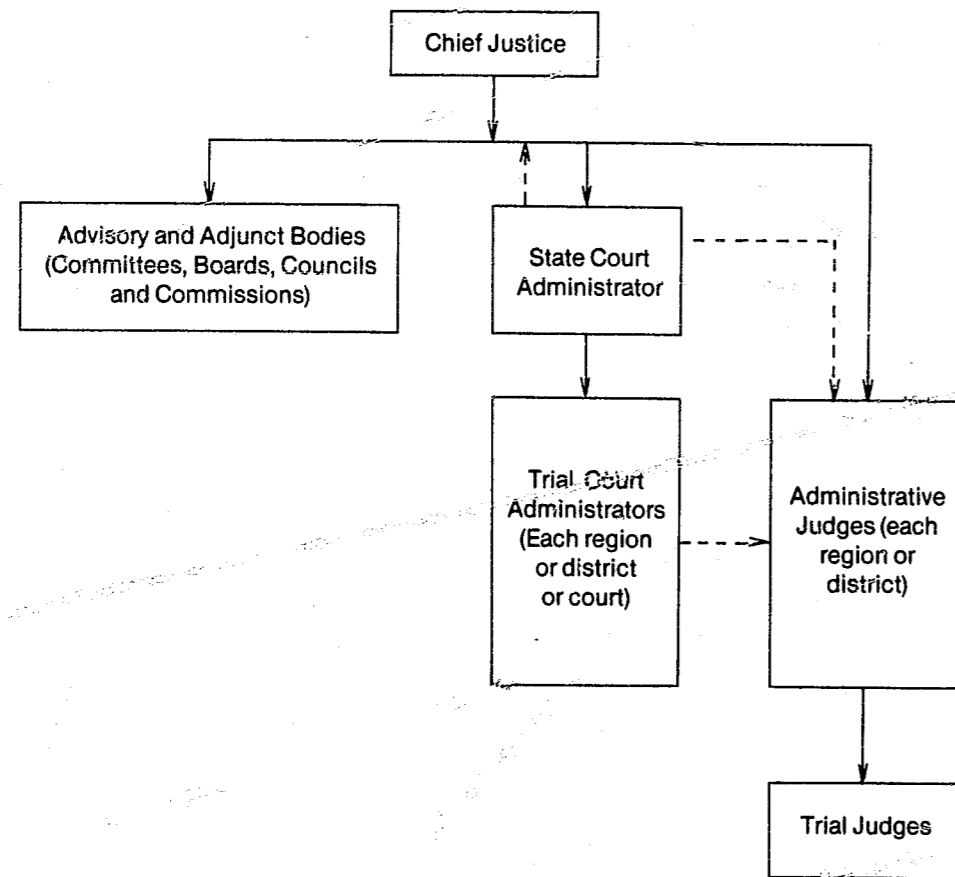 Chief Justice
Advisory and Adjunct Bodies
(Committees, Boards, Councils
and Commissions)
State Court
Administrator
Trial Court
Administrators
(Each region
or district
or court)
Administrative
Judges (each
region or
district)
Trial Judges